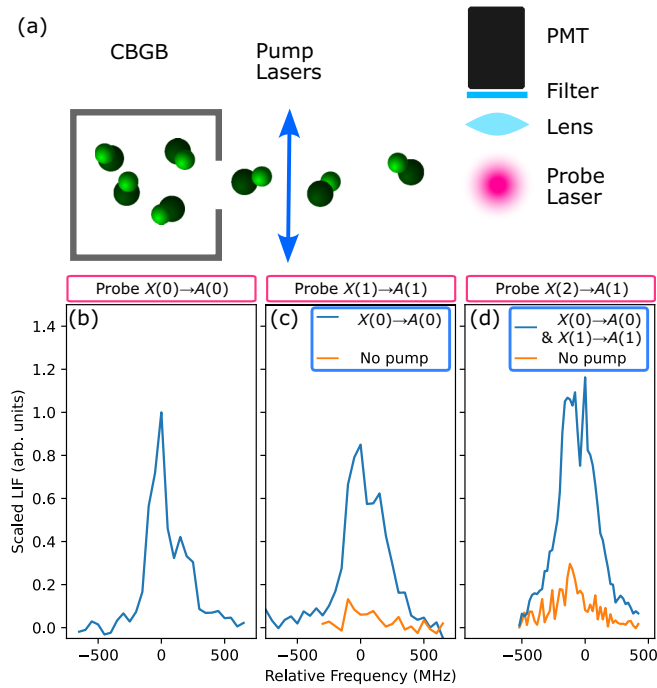 (a)
CBGB
Pump
Lasers
PMT
Filter
Lens
Probe
Laser
Probe X(0)→A(0)
Probe X(1)→A(1)
Probe X(2)→A(1)
(b)
(c)
(d)
X(0)→A(0)
No pump
X(0)→A(0)
& X(1)→A(1)
No pump
Scaled LIF (arb. units)
1.4
1.2
1.0
0.8
0.6
0.4
0.2
0.0
−500 0 500
−500 0 500
−500 0 500
Relative Frequency (MHz)